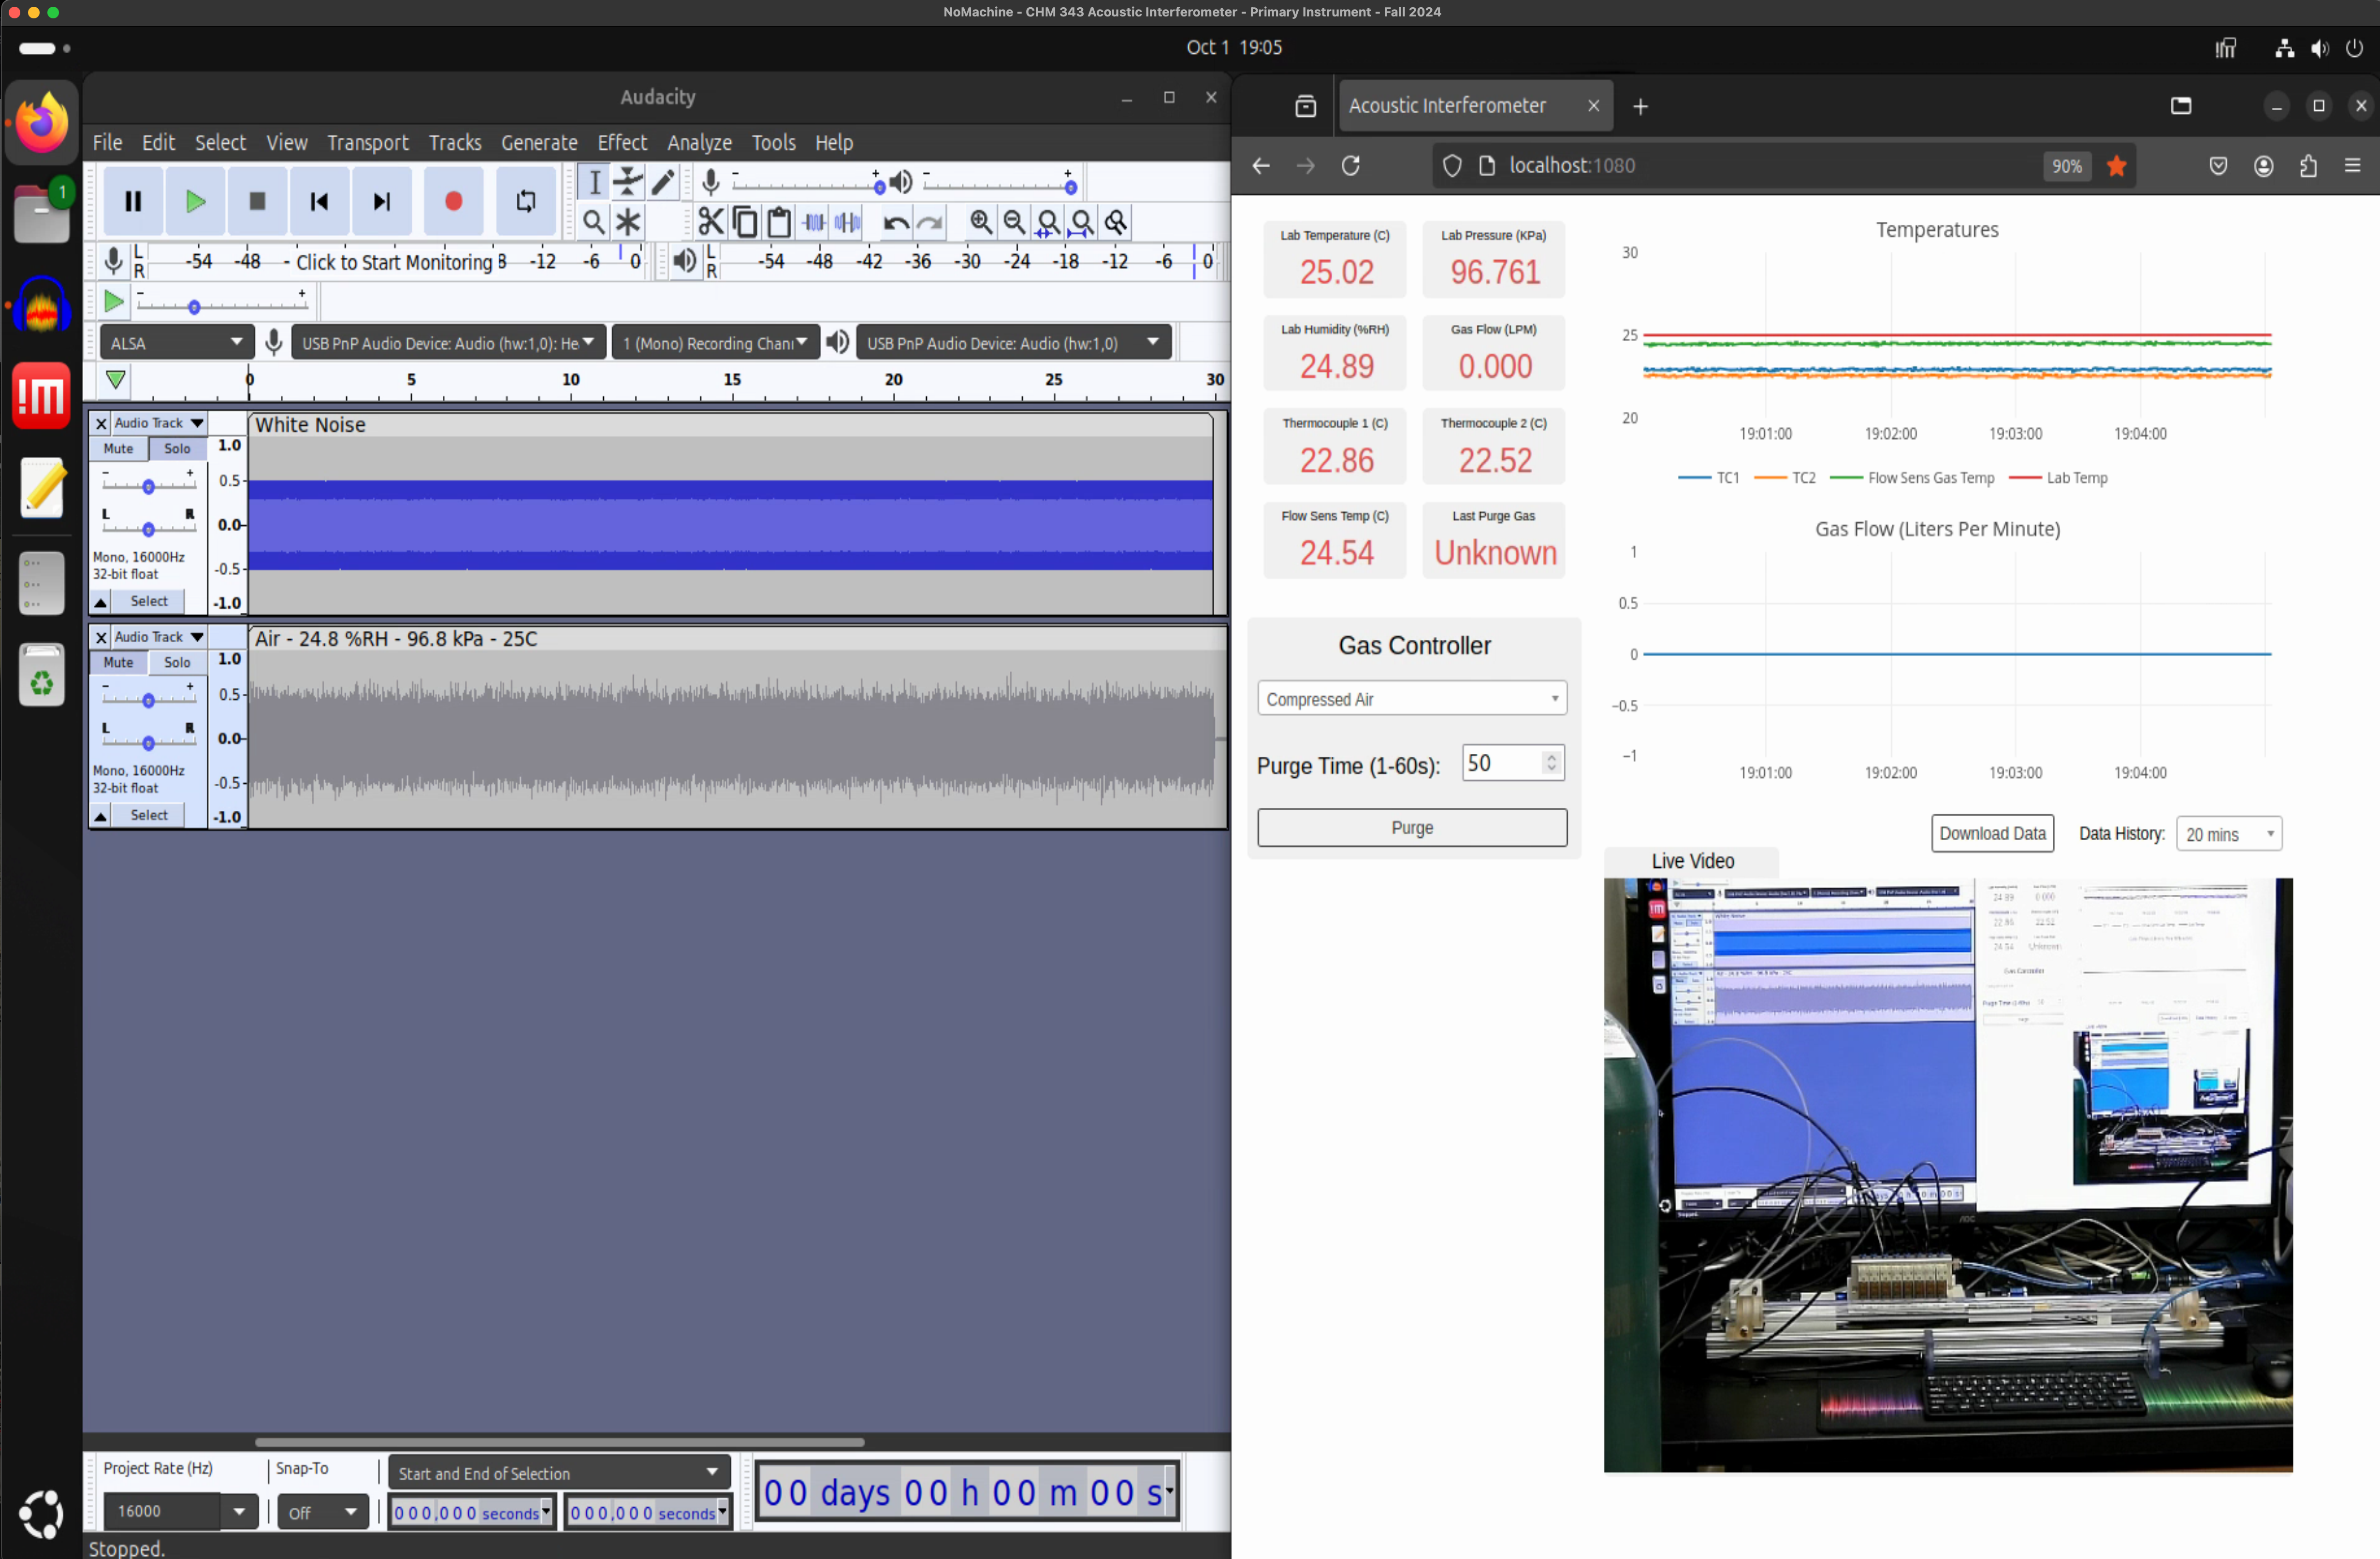 NoMachine - CHM 343 Acoustic Interferometer - Primary Instrument - Fall 2024
Oct 1 19:05
1
Audacity
File Edit Select View Transport Tracks Generate Effect Analyze Tools Help
L
R
-54 -48 - Click to Start Monitoring 8 -12 -6 0
L
R
-54 -48 -42 -36 -30 -24 -18 -12 -6 0
ALSA
USB PnP Audio Device: Audio (hw:1,0): He
1 (Mono) Recording Chan
USB PnP Audio Device: Audio (hw:1,0)
0 5 10 15 20 25 30
Audio Track
White Noise
Mute Solo
L R
Mono, 16000Hz
32-bit float
Select
1.0
0.5
0.0
-0.5
-1.0
Audio Track
Air - 24.8 %RH - 96.8 kPa - 25C
Mute Solo
L R
Mono, 16000Hz
32-bit float
Select
1.0
0.5
0.0
-0.5
-1.0
Project Rate (Hz)
Snap-To
Start and End of Selection
16000
Off
000,000 seconds
000,000 seconds
00 days 00 h 00 m 00 s
Stopped.
Acoustic Interferometer
localhost:1080
90%
Lab Temperature (C)
25.02
Lab Pressure (KPa)
96.761
Lab Humidity (%RH)
24.89
Gas Flow (LPM)
0.000
Thermocouple 1 (C)
22.86
Thermocouple 2 (C)
22.52
Flow Sens Temp (C)
24.54
Last Purge Gas
Unknown
Gas Controller
Compressed Air
Purge Time (1-60s): 50
Purge
Temperatures
30
25
20
19:01:00 19:02:00 19:03:00 19:04:00
TC1 TC2 Flow Sens Gas Temp Lab Temp
Gas Flow (Liters Per Minute)
1
0.5
0
−0.5
−1
19:01:00 19:02:00 19:03:00 19:04:00
Download Data
Data History: 20 mins
Live Video